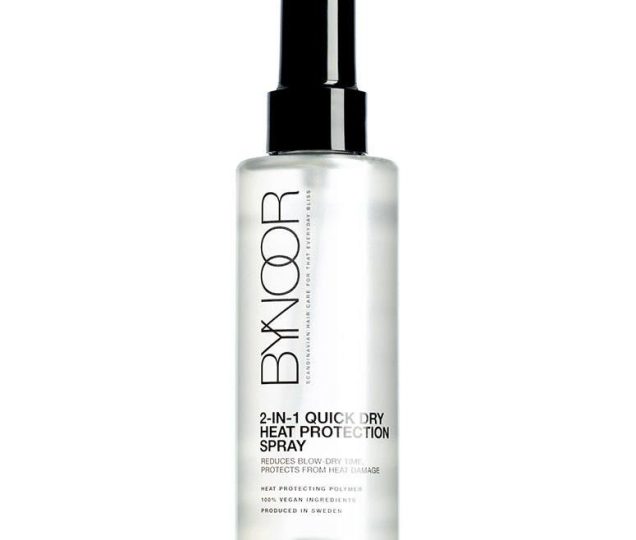 BYNOOR
SCANDINAVIAN HAIR CARE FOR THAT EVERYDAY BLISS
2-IN-1 QUICK DRY
HEAT PROTECTION
SPRAY
REDUCES BLOW-DRY TIME,
PROTECTS FROM HEAT DAMAGE
HEAT PROTECTING POLYMER
100% VEGAN INGREDIENTS
PRODUCED IN SWEDEN